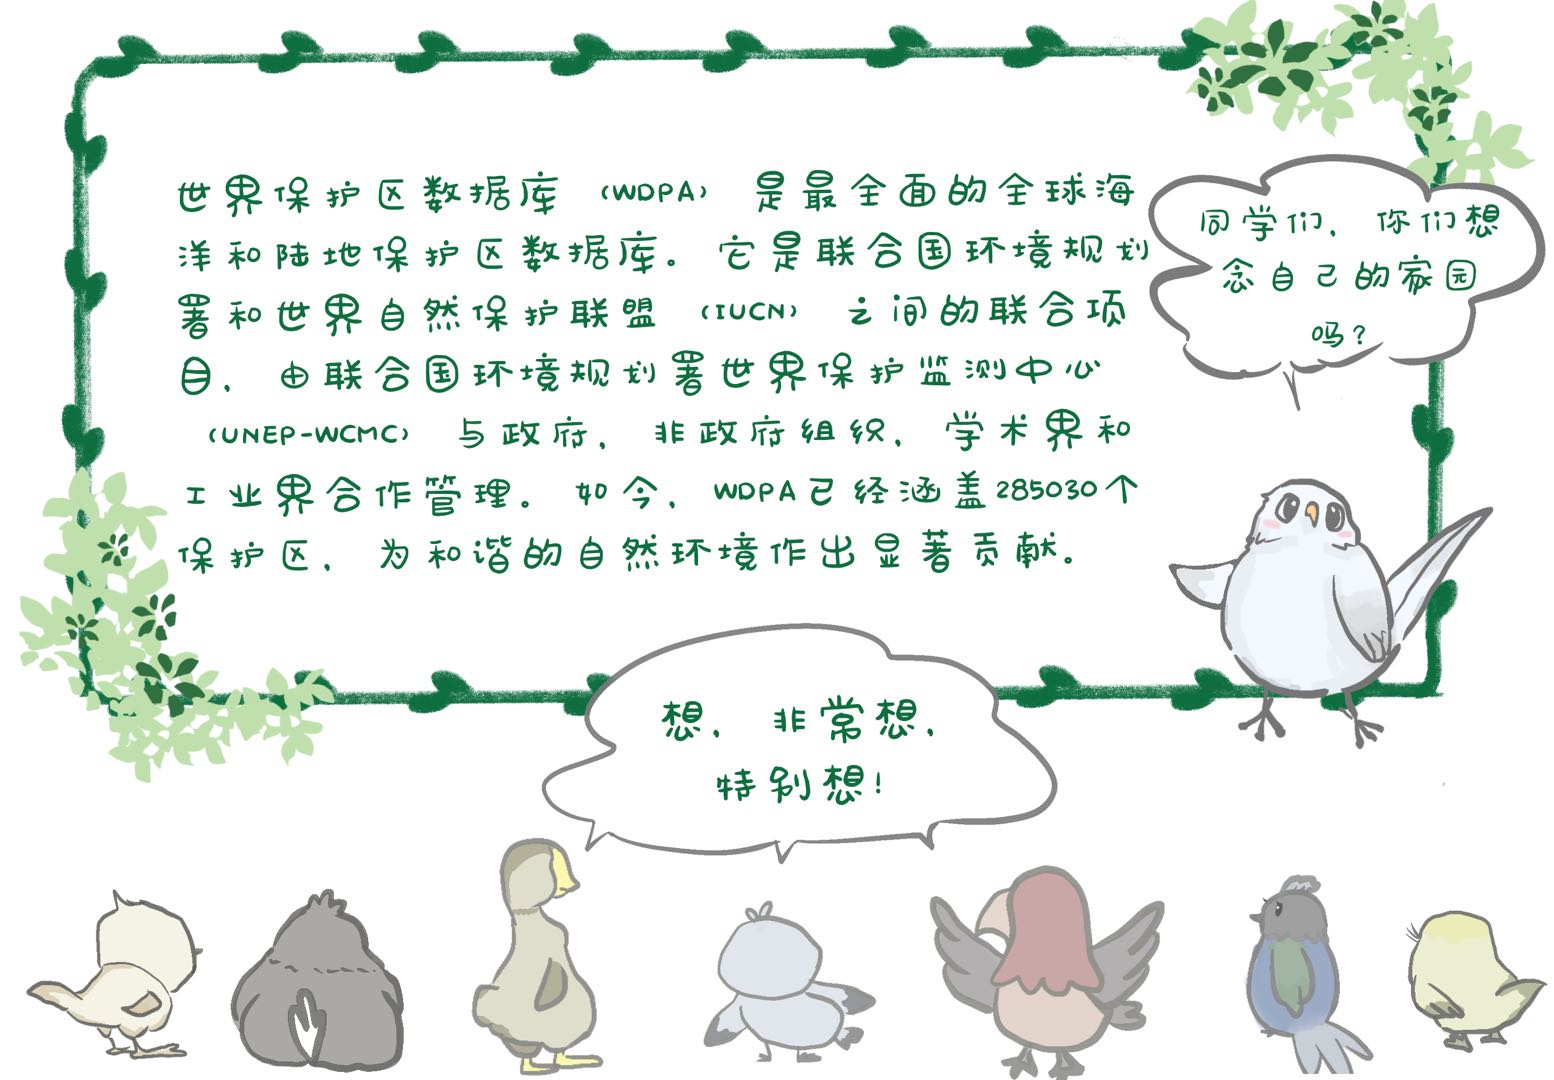 世界保护区数据库（WDPA）是最全面的全球海
洋和陆地保护区数据库。它是联合国环境规划
署和世界自然保护联盟（IUCN）之间的联合项
目，由联合国环境规划署世界保护监测中心
（UNEP-WCMC）与政府，非政府组织，学术界和
工业界合作管理。如今，WDPA已经涵盖285030个
保护区，为和谐的自然环境作出显著贡献。
同学们，你们想
念自己的家园
吗？
想，非常想，
特别想！